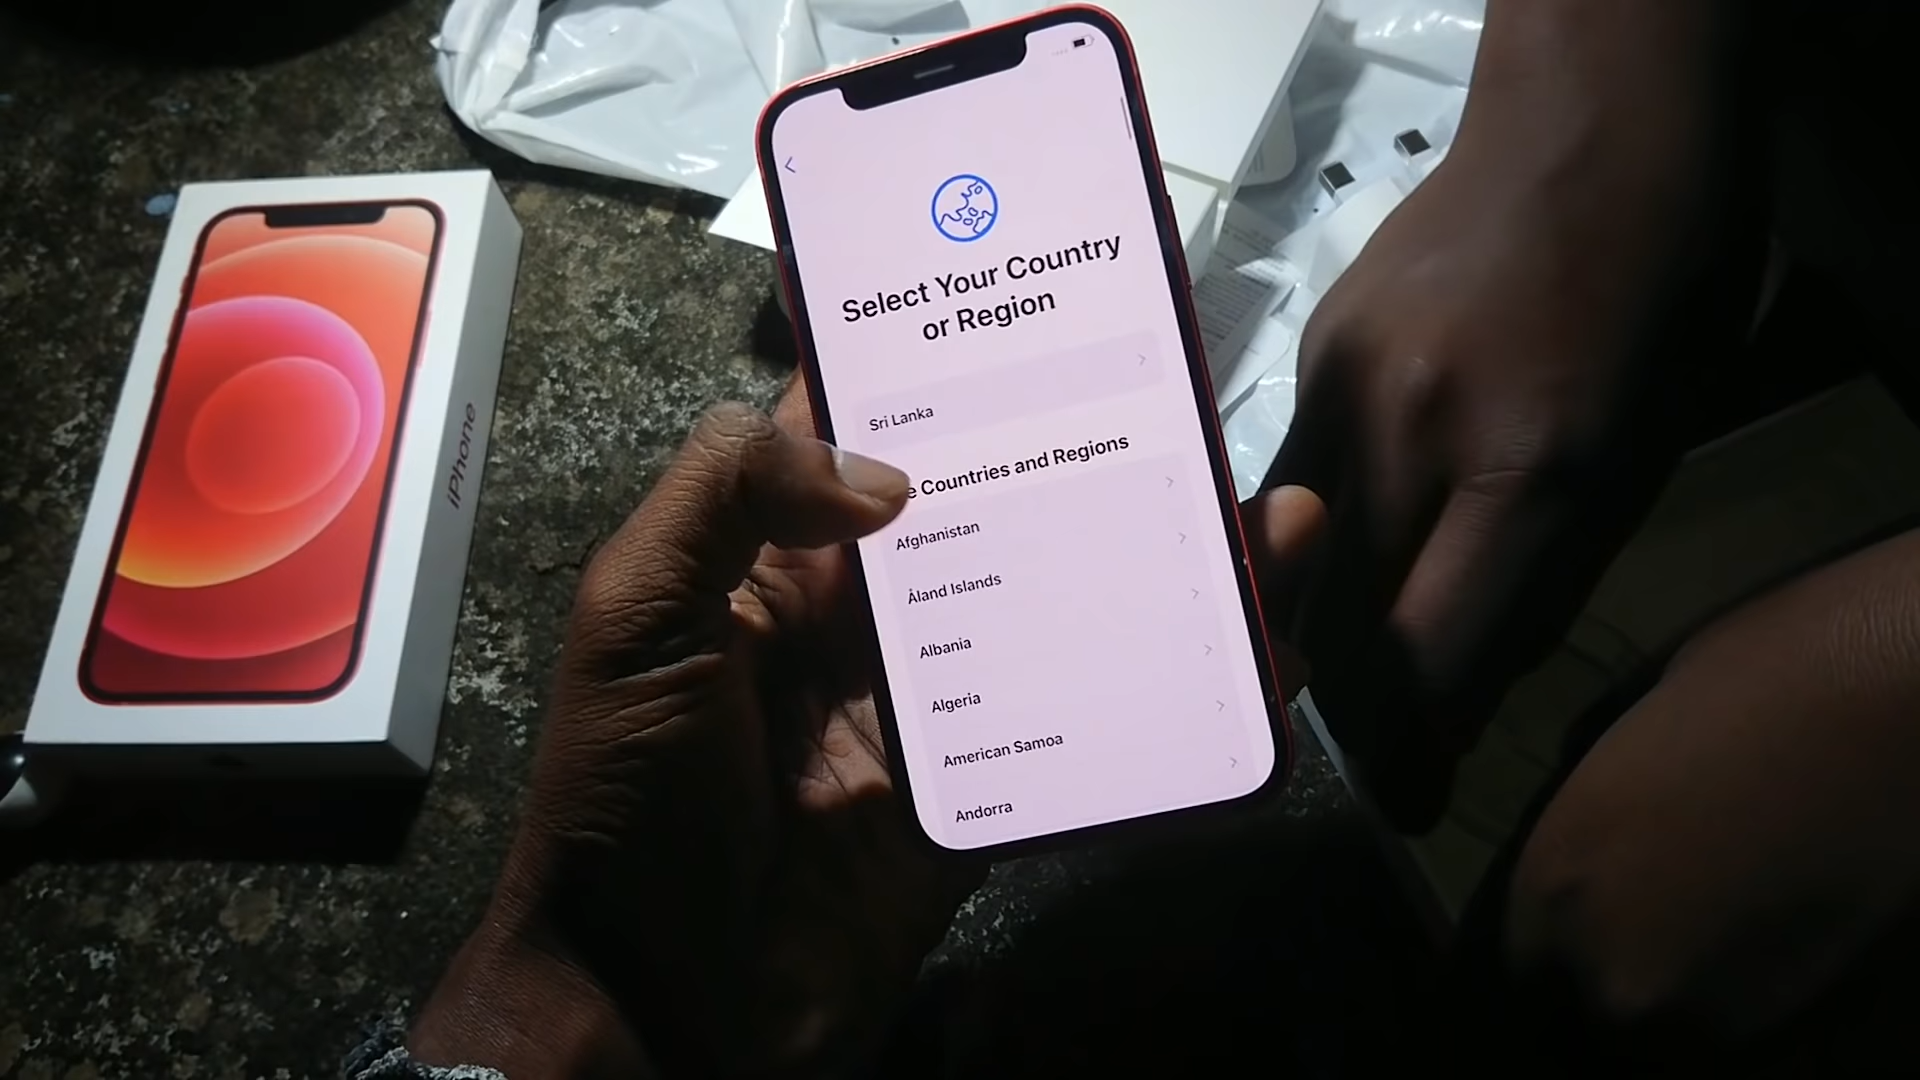 iPhone
Select Your Country
or Region
Sri Lanka
e Countries and Regions
Afghanistan
Åland Islands
Albania
Algeria
American Samoa
Andorra